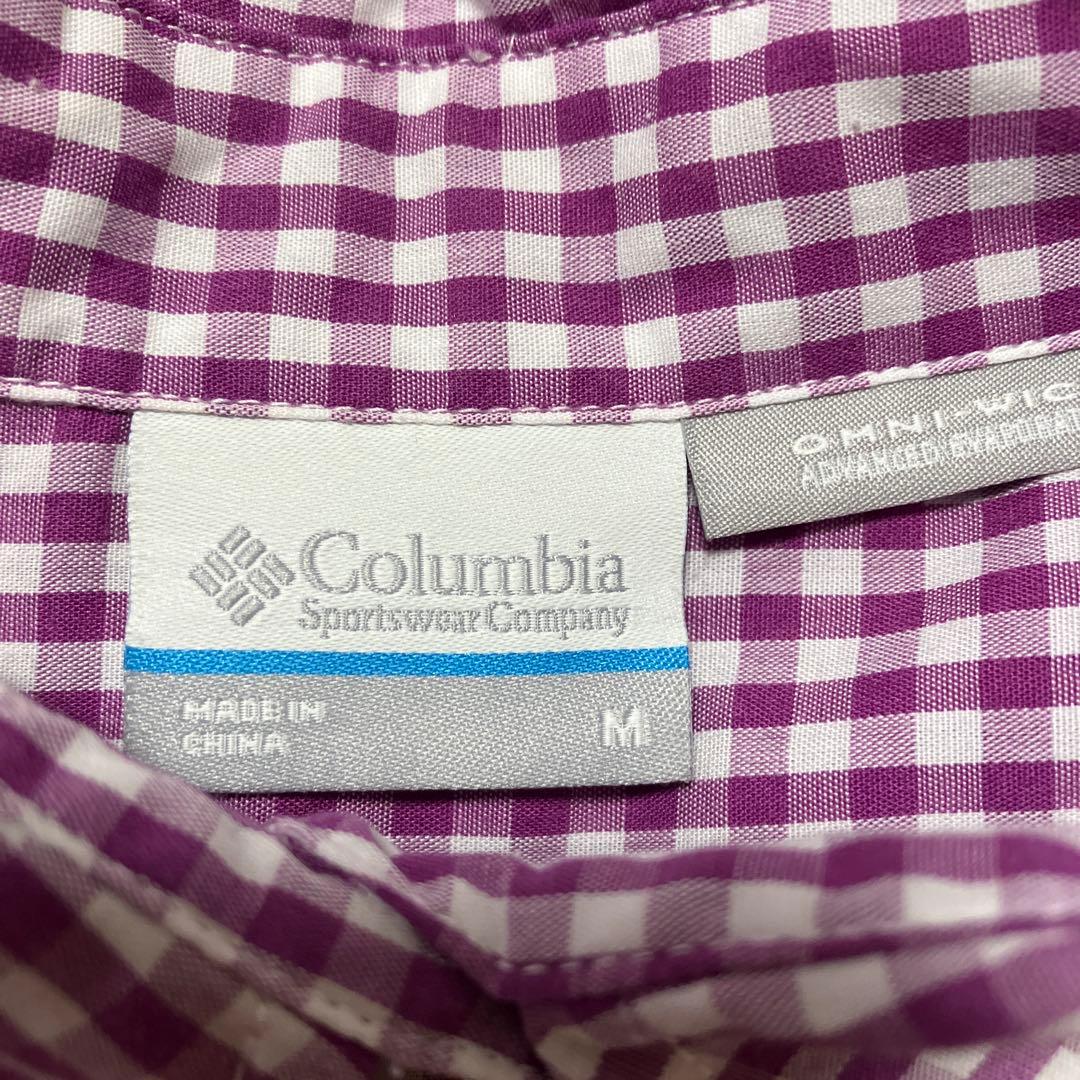 Columbia
Sportswear Company
MADE IN
CHINA
M
OMNI-WIC
ADVANCED EVAPORAT